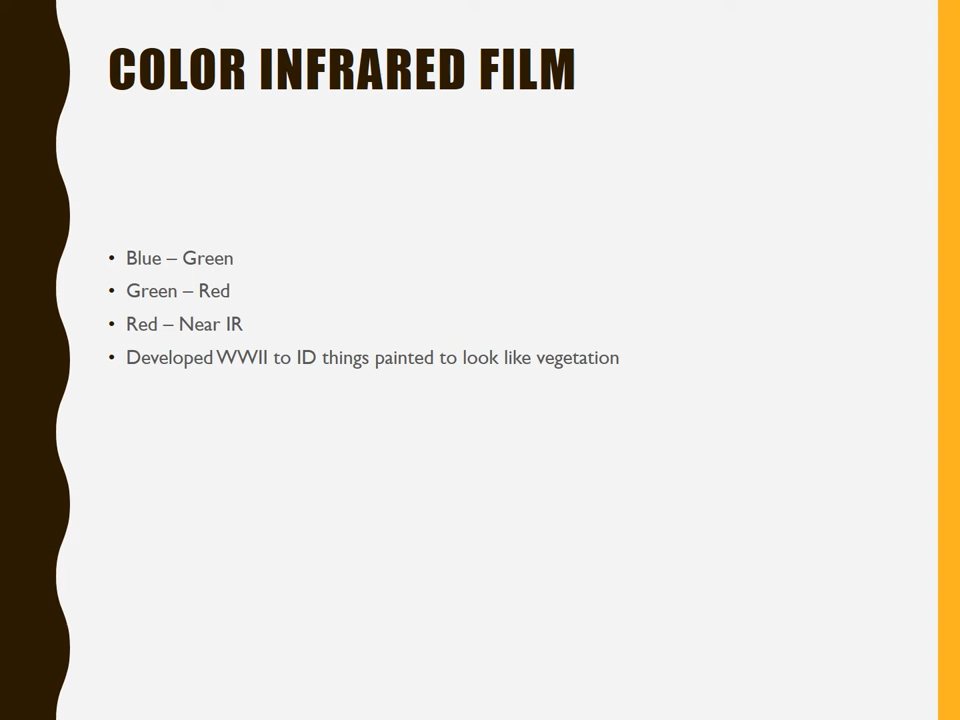 COLOR INFRARED FILM
• Blue – Green
• Green – Red
• Red – Near IR
• Developed WWII to ID things painted to look like vegetation